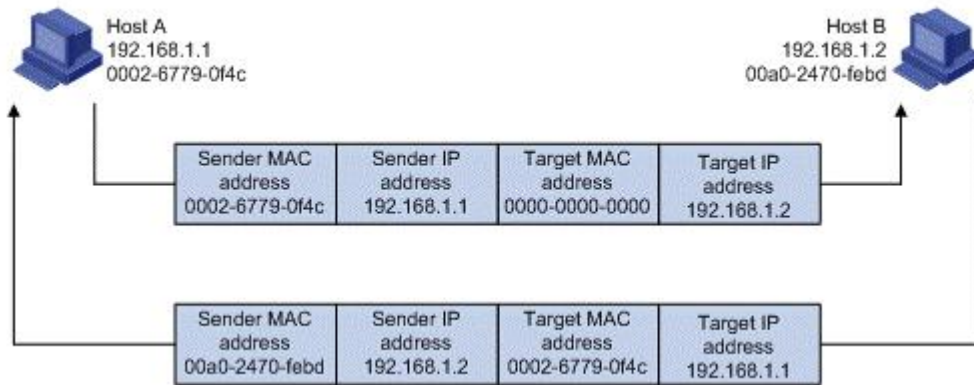 Host A
192.168.1.1
0002-6779-0f4c
Host B
192.168.1.2
00a0-2470-febd
Sender MAC
address
0002-6779-0f4c
Sender IP
address
192.168.1.1
Target MAC
address
0000-0000-0000
Target IP
address
192.168.1.2
Sender MAC
address
00a0-2470-febd
Sender IP
address
192.168.1.2
Target MAC
address
0002-6779-0f4c
Target IP
address
192.168.1.1